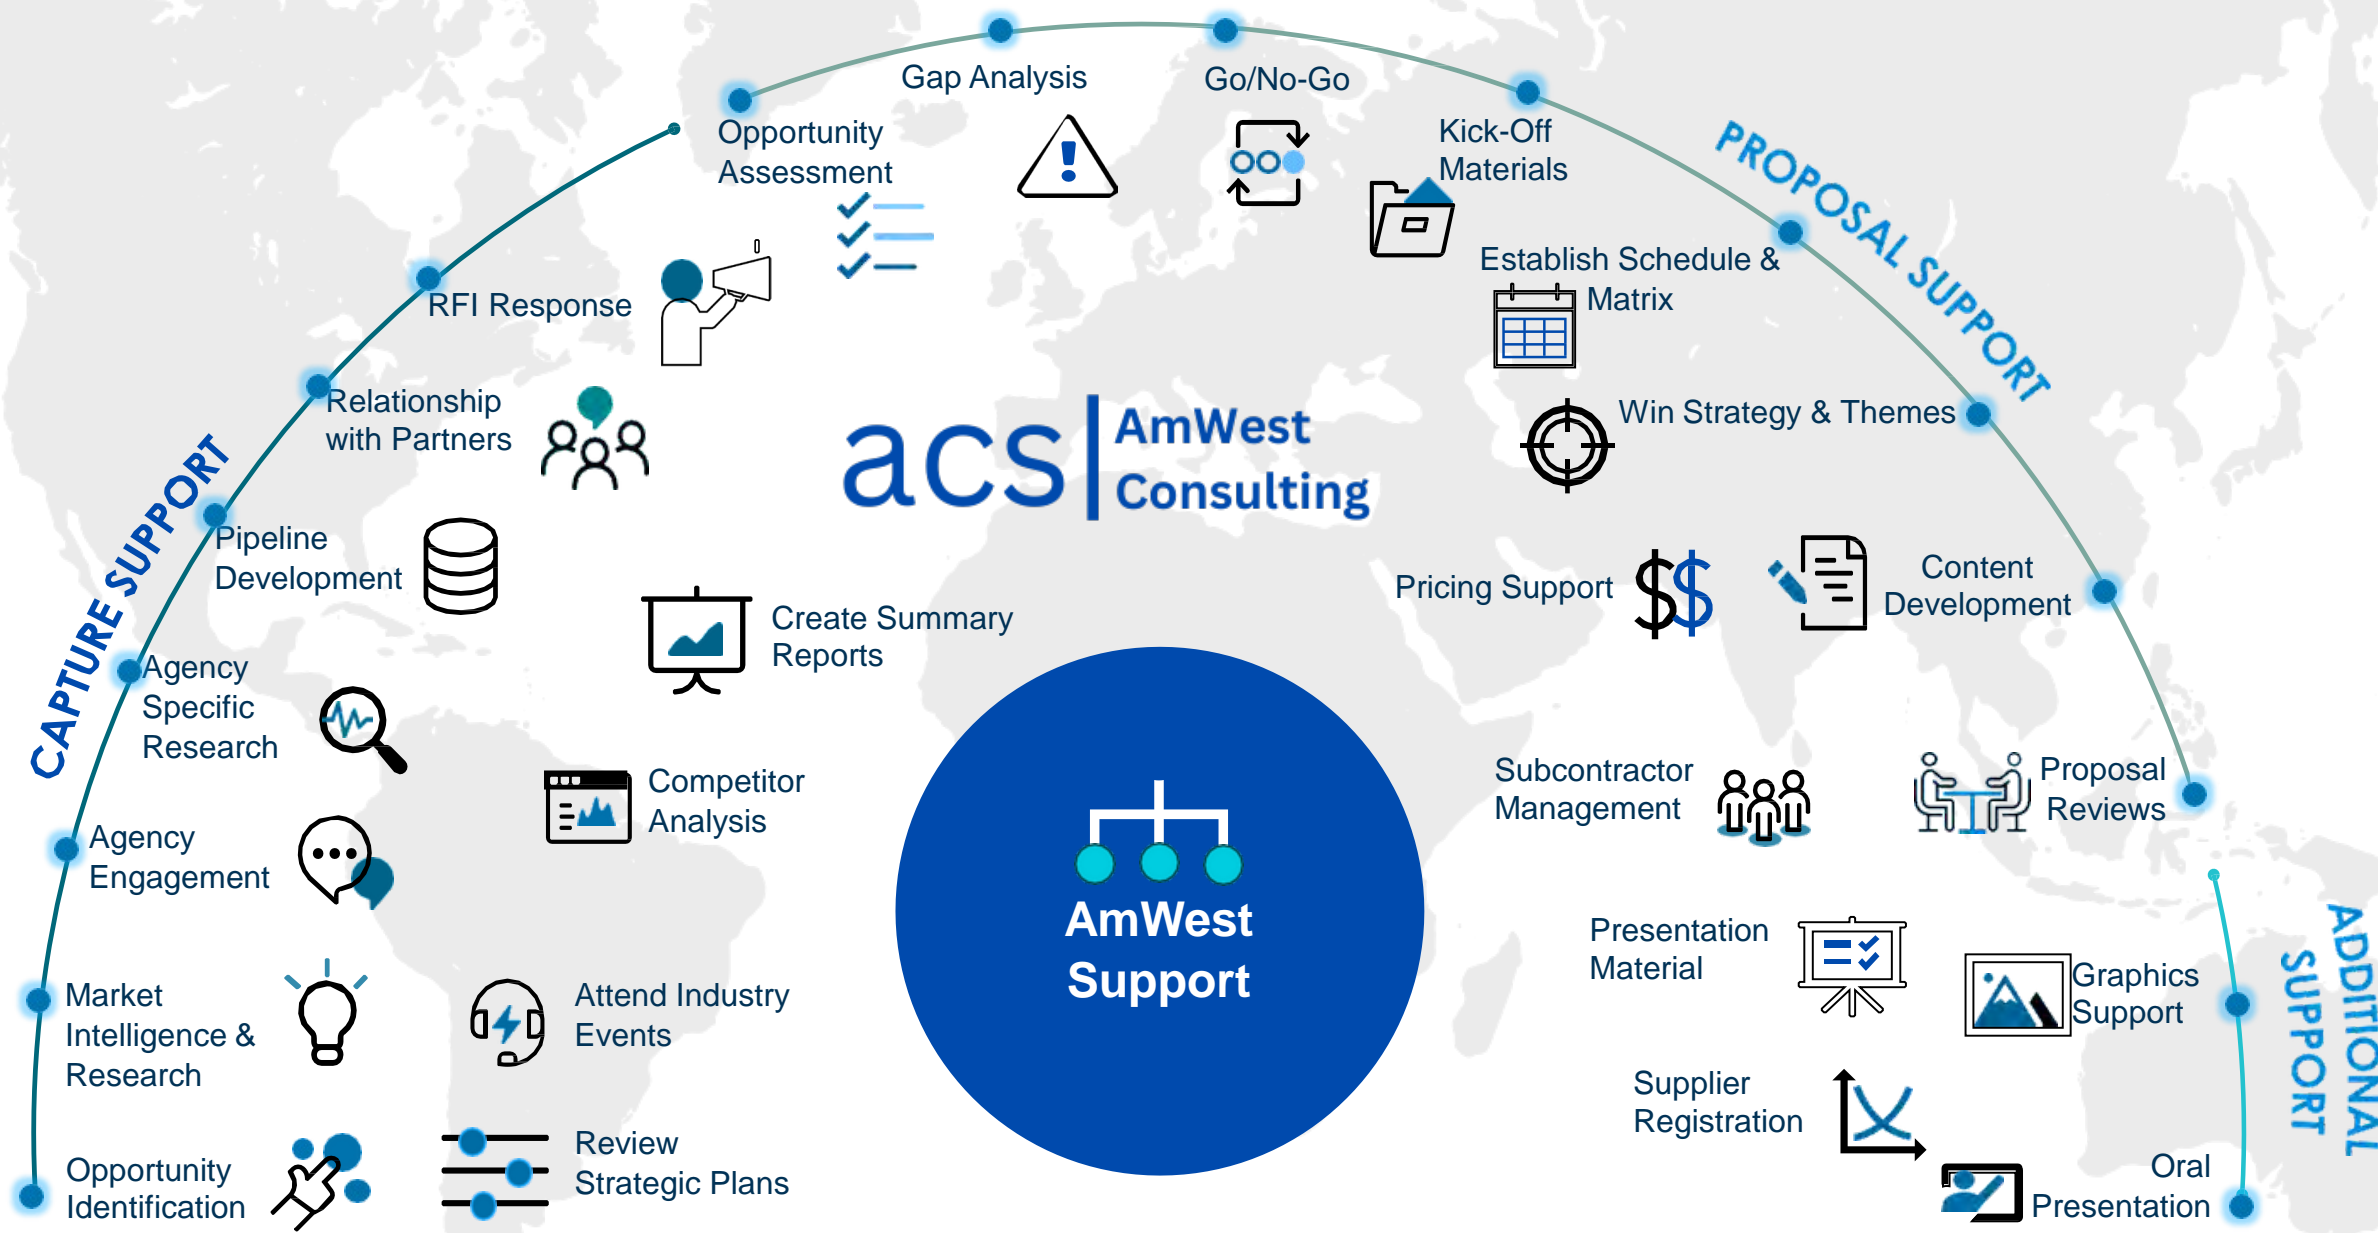 Gap Analysis
Go/No-Go
Opportunity
Assessment
Kick-Off
Materials
PROPOSAL SUPPORT
RFI Response
Establish Schedule &
Matrix
Relationship
with Partners
acs
AmWest
Consulting
Win Strategy & Themes
CAPTURE SUPPORT
Pipeline
Development
Create Summary
Reports
Pricing Support
Content
Development
Agency
Specific
Research
Competitor
Analysis
Subcontractor
Management
Proposal
Reviews
Agency
Engagement
AmWest
Support
Presentation
Material
Graphics
Support
ADDITIONAL
SUPPORT
Market
Intelligence &
Research
Attend Industry
Events
Supplier
Registration
Opportunity
Identification
Review
Strategic Plans
Oral
Presentation